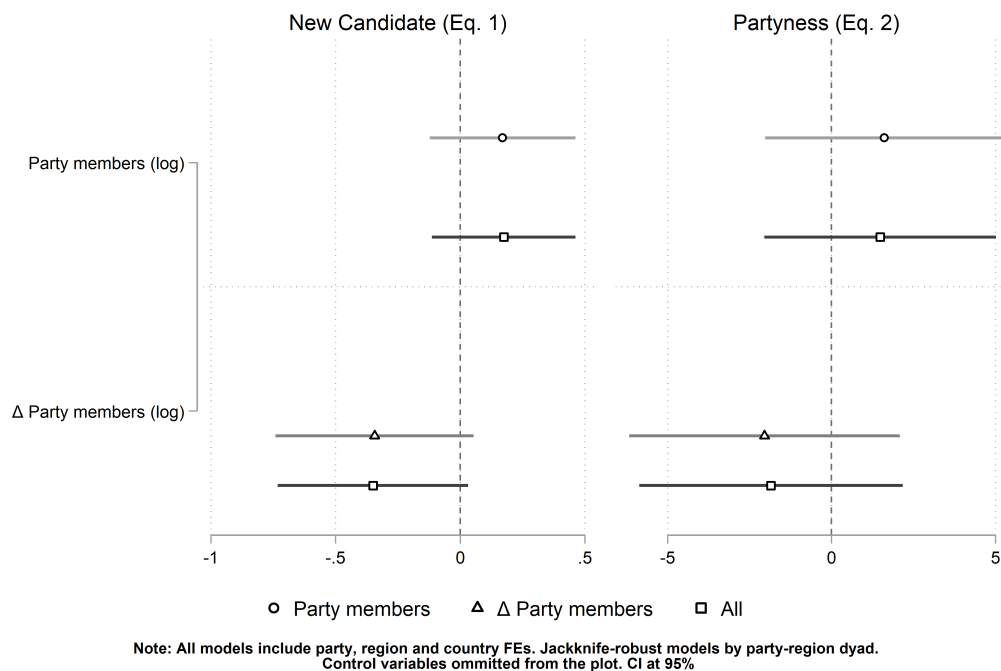 New Candidate (Eq. 1)
Partyness (Eq. 2)
Party members (log)
Δ Party members (log)
-1
-.5
0
.5
-5
0
5
Party members
Δ Party members
All
Note: All models include party, region and country FEs. Jackknife-robust models by party-region dyad.
Control variables ommitted from the plot. CI at 95%